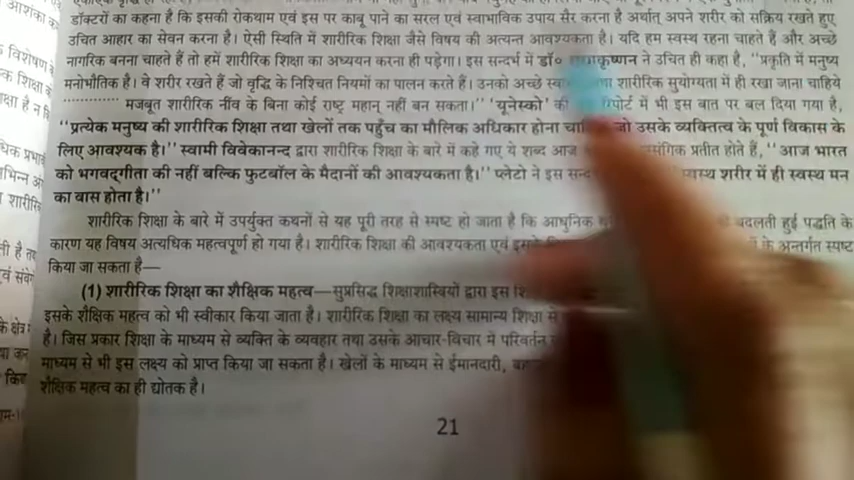 डॉक्टरों का कहना है कि इसकी रोकथाम एवं इस पर काबू पाने का सरल एवं स्वाभाविक उपाय सैर करना है अर्थात् अपने शरीर को सक्रिय रखते हुए
उचित आहार का सेवन करना है। ऐसी स्थिति में शारीरिक शिक्षा जैसे विषय की अत्यन्त आवश्यकता है। यदि हम स्वस्थ रहना चाहते हैं और अच्छे
नागरिक बनना चाहते हैं तो हमें शारीरिक शिक्षा का अध्ययन करना ही पड़ेगा। इस सन्दर्भ में डॉ० ने उचित ही कहा है, "प्रकृति में मनुष्य
मनोभौतिक है। वे शरीर रखते हैं जो वृद्धि के निश्चित नियमों का पालन करते हैं। उनको अच्छे शारीरिक सुयोग्यता में ही रखा जाना चाहिये
.............. मजबूत शारीरिक नींव के बिना कोई राष्ट्र महान् नहीं बन सकता।" 'यूनेस्को' की में भी इस बात पर बल दिया गया है,
"प्रत्येक मनुष्य की शारीरिक शिक्षा तथा खेलों तक पहुँच का मौलिक अधिकार होना जो उसके व्यक्तित्व के पूर्ण विकास के
लिए आवश्यक है।" स्वामी विवेकानन्द द्वारा शारीरिक शिक्षा के बारे में कहे गए ये शब्द आज प्रतीत होते हैं, "आज भारत
को भगवद्‌गीता की नहीं बल्कि फुटबॉल के मैदानों की आवश्यकता है।" प्लेटो ने इस शरीर में ही स्वस्थ मन
का वास होता है।"
शारीरिक शिक्षा के बारे में उपर्युक्त कथनों से यह पूरी तरह से स्पष्ट हो जाता है कि आधुनिक बदलती हुई पद्धति के
कारण यह विषय अत्यधिक महत्वपूर्ण हो गया है। शारीरिक शिक्षा की आवश्यकता एवं के अन्तर्गत स्पष्ट
किया जा सकता है—
(1) शारीरिक शिक्षा का शैक्षिक महत्व—सुप्रसिद्ध शिक्षाशास्त्रियों द्वारा इस
इसके शैक्षिक महत्व को भी स्वीकार किया जाता है। शारीरिक शिक्षा का लक्ष्य सामान्य शिक्षा से
है। जिस प्रकार शिक्षा के माध्यम से व्यक्ति के व्यवहार तथा उसके आचार-विचार में परिवर्तन
माध्यम से भी इस लक्ष्य को प्राप्त किया जा सकता है। खेलों के माध्यम से ईमानदारी,
शैक्षिक महत्व का ही द्योतक है।
21